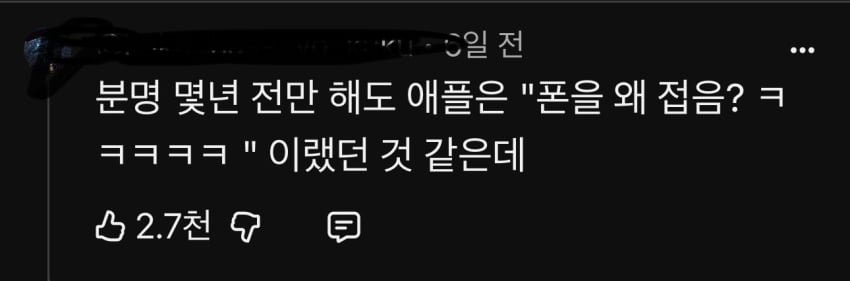 6일 전
분명 몇년 전만 해도 애플은 "폰을 왜 접음? ㅋ
ㅋㅋㅋㅋ " 이랬던 것 같은데
2.7천